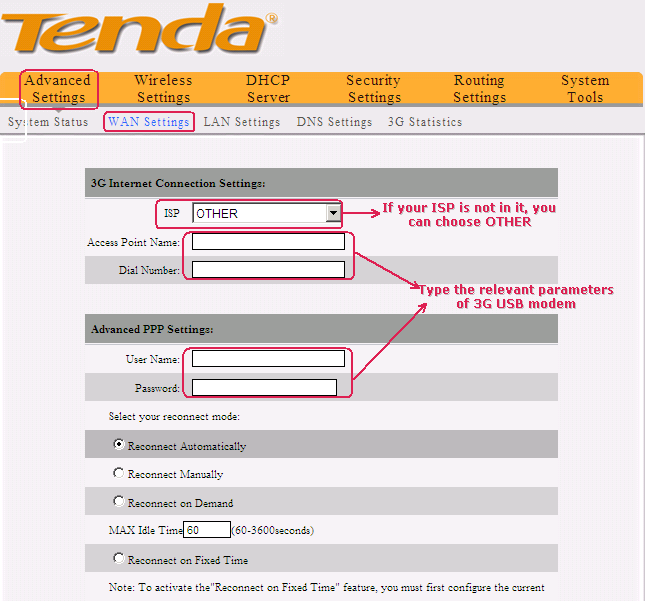 Tenda®
Advanced Settings
Wireless Settings
DHCP Server
Security Settings
Routing Settings
System Tools
System Status
WAN Settings
LAN Settings
DNS Settings
3G Statistics
3G Internet Connection Settings:
ISP OTHER
If your ISP is not in it, you
can choose OTHER
Access Point Name:
Dial Number:
Type the relevant parameters
of 3G USB modem
Advanced PPP Settings:
User Name:
Password:
Select your reconnect mode:
Reconnect Automatically
Reconnect Manually
Reconnect on Demand
MAX Idle Time 60 (60-3600seconds)
Reconnect on Fixed Time
Note: To activate the"Reconnect on Fixed Time" feature, you must first configure the current